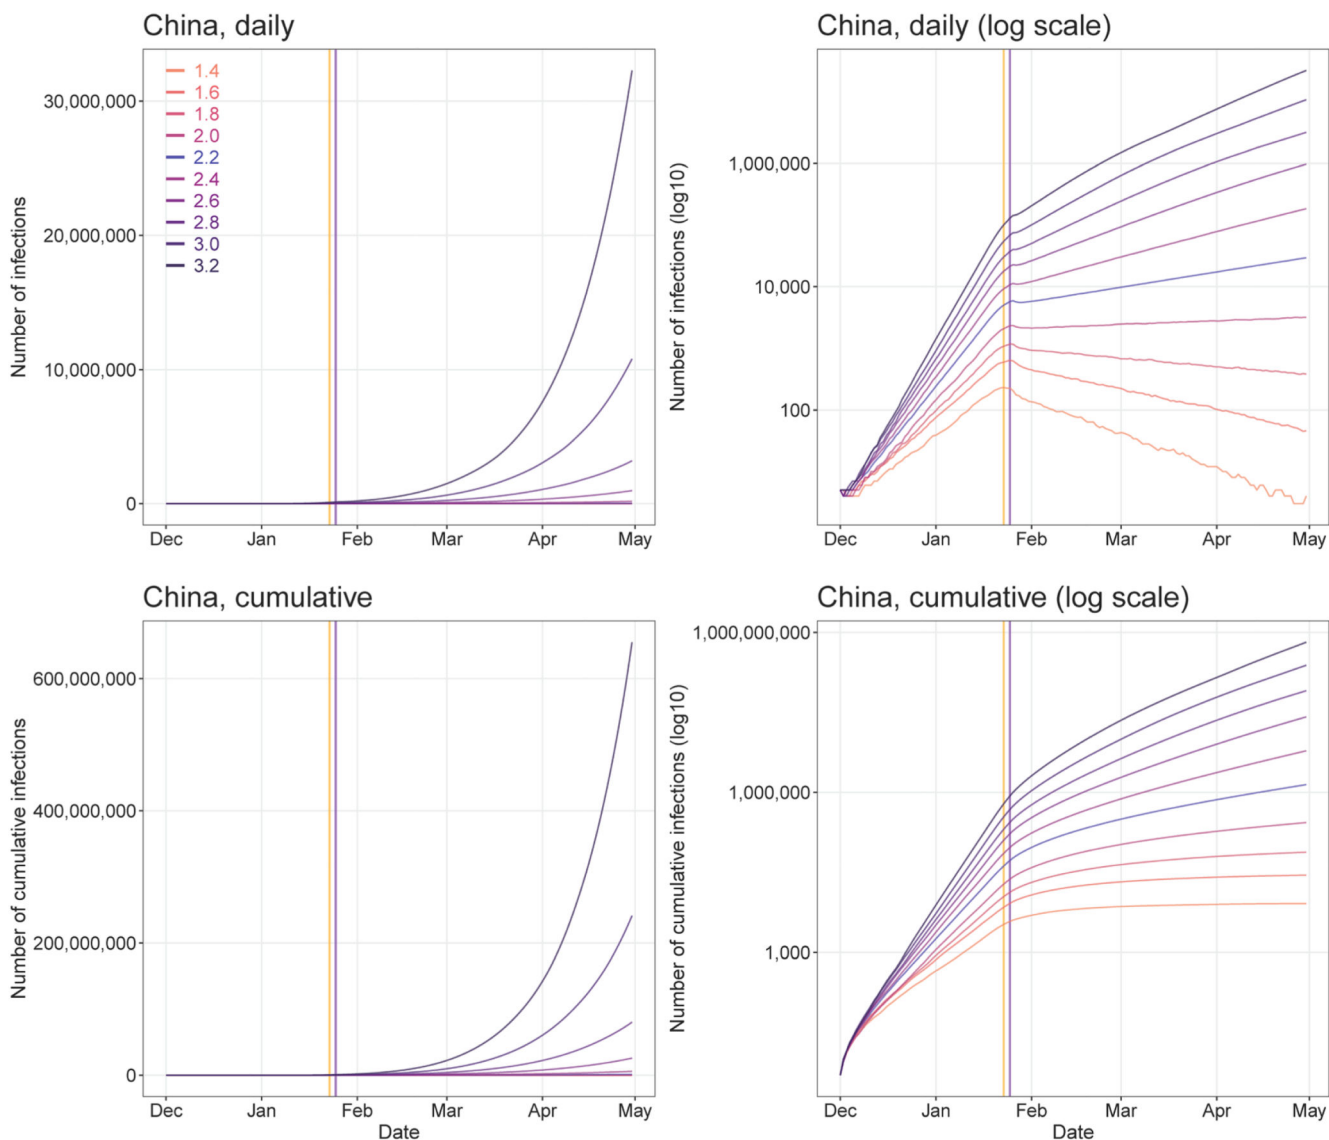 China, daily
Number of infections
30,000,000
20,000,000
10,000,000
0
1.4
1.6
1.8
2.0
2.2
2.4
2.6
2.8
3.0
3.2
Dec Jan Feb Mar Apr May
China, daily (log scale)
Number of infections (log10)
1,000,000
10,000
100
Dec Jan Feb Mar Apr May
China, cumulative
Number of cumulative infections
600,000,000
400,000,000
200,000,000
0
Dec Jan Feb Mar Apr May
Date
China, cumulative (log scale)
Number of cumulative infections (log10)
1,000,000,000
1,000,000
1,000
Dec Jan Feb Mar Apr May
Date